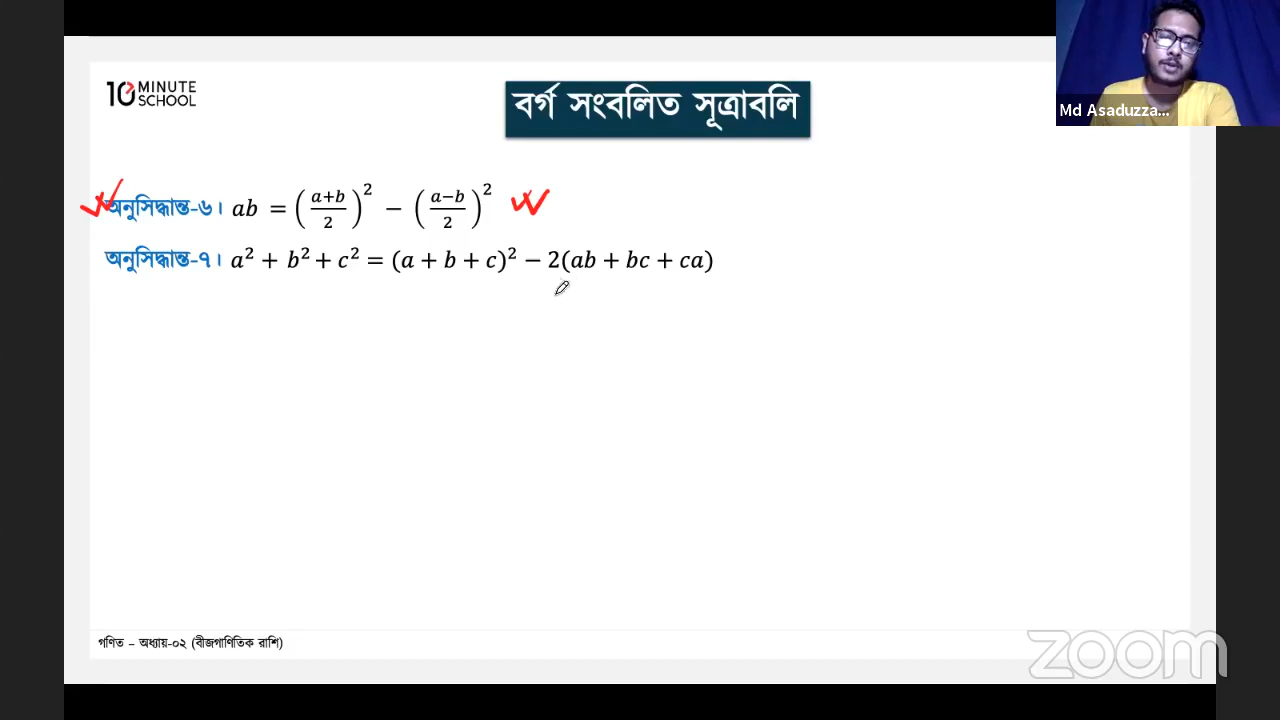 10 MINUTE SCHOOL
বর্গ সংবলিত সূত্রাবলি
Md Asaduzza...
অনুসিদ্ধান্ত-৬। ab = ((a+b)/2)² − ((a−b)/2)²
অনুসিদ্ধান্ত-৭। a² + b² + c² = (a + b + c)² − 2(ab + bc + ca)
গণিত – অধ্যায়-০২ (বীজগাণিতিক রাশি)
zoom